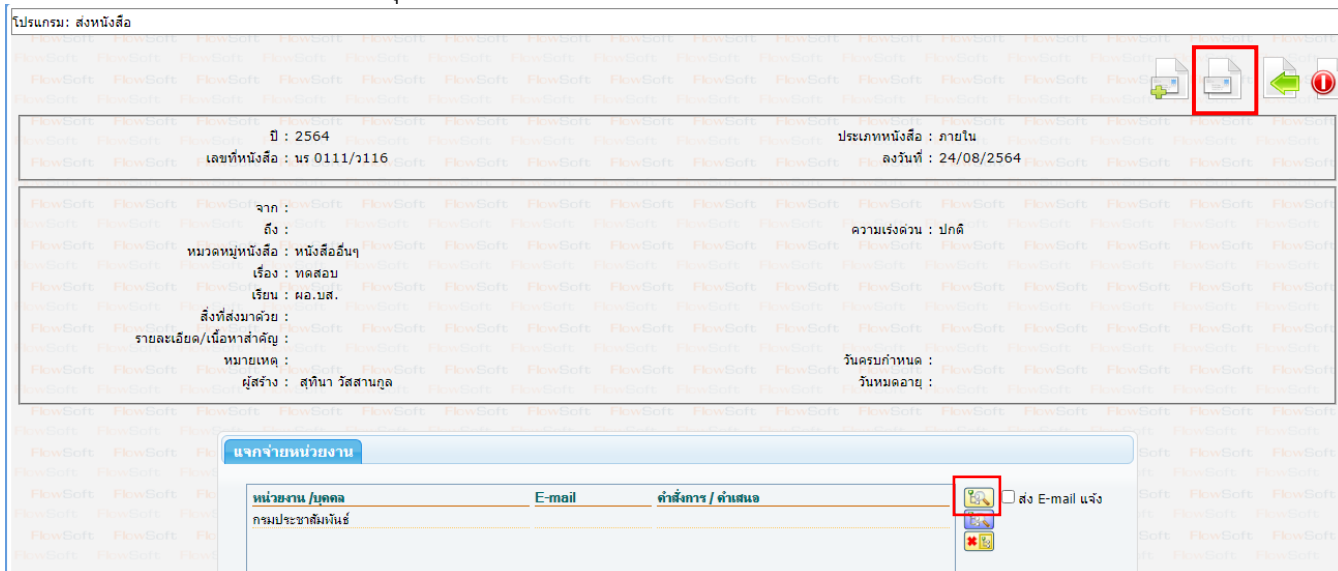 โปรแกรม: ส่งหนังสือ
ปี : 2564 ประเภทหนังสือ : ภายใน
เลขที่หนังสือ : นร 0111/ว116 ลงวันที่ : 24/08/2564
จาก :
ถึง : ความเร่งด่วน : ปกติ
หมวดหมู่หนังสือ : หนังสืออื่นๆ
เรื่อง : ทดสอบ
เรียน : ผอ.บส.
สิ่งที่ส่งมาด้วย :
รายละเอียด/เนื้อหาสำคัญ :
หมายเหตุ : วันครบกำหนด :
ผู้สร้าง : สุทินา วัสสานกูล วันหมดอายุ :
แจกจ่ายหน่วยงาน
หน่วยงาน /บุคคล E-mail คำสั่งการ / คำเสนอ ส่ง E-mail แจ้ง
กรมประชาสัมพันธ์